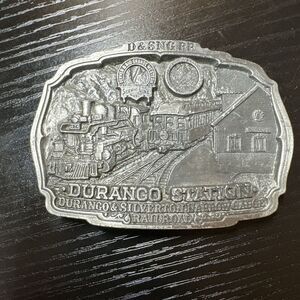 D&SNG RR
DURANGO STATION
DURANGO & SILVERTON NARROW GAUGE
RAILROAD